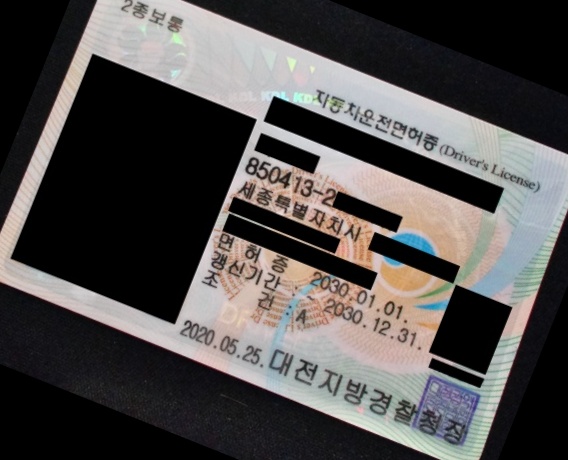 2종보통
자동차운전면허증 (Driver's License)
850413-2
세종특별자치시
면 허 증 2030.01.01.
갱신기간 : ~ 2030.12.31.
조 건 : A
2020.05.25. 대전지방경찰청장